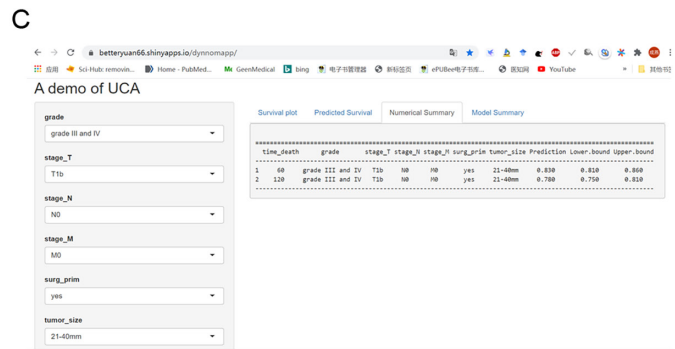 C
betteryuan66.shinyapps.io/dynnomapp/
应用 Sci-Hub: removin... Home - PubMed... GeenMedical bing 电子书管理器 新标签页 ePUBee电子书库... 医知网 YouTube » 其他书签
A demo of UCA
grade
grade III and IV
stage_T
T1b
stage_N
N0
stage_M
M0
surg_prim
yes
tumor_size
21-40mm
Survival plot Predicted Survival Numerical Summary Model Summary
time_death grade stage_T stage_N stage_M surg_prim tumor_size Prediction Lower.bound Upper.bound
1 60 grade III and IV T1b N0 M0 yes 21-40mm 0.830 0.810 0.860
2 120 grade III and IV T1b N0 M0 yes 21-40mm 0.780 0.750 0.810